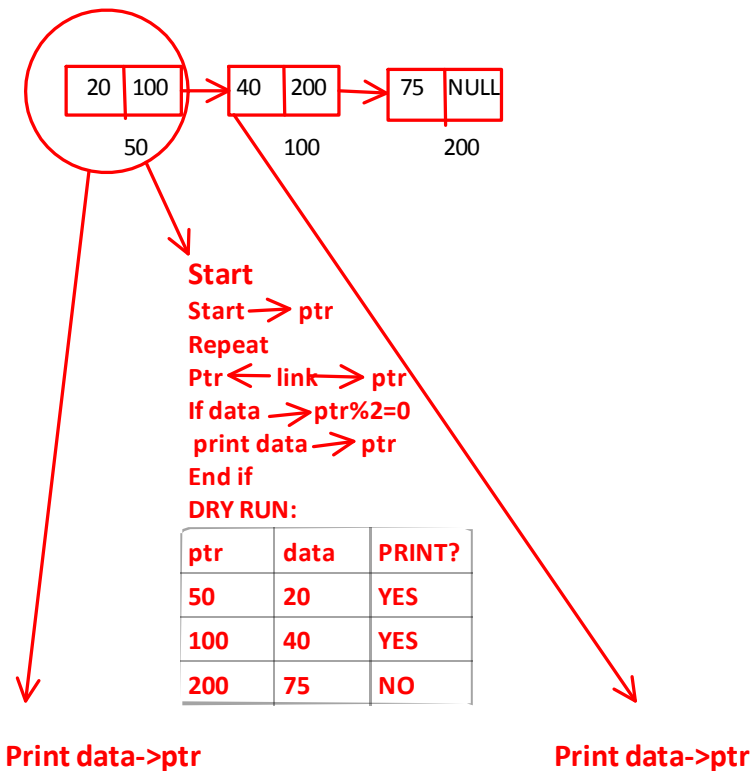 20 100 40 200 75 NULL
50 100 200
Start
Start ptr
Repeat
Ptr link ptr
If data ptr%2=0
print data ptr
End if
DRY RUN:
ptr data PRINT?
50 20 YES
100 40 YES
200 75 NO
Print data->ptr Print data->ptr